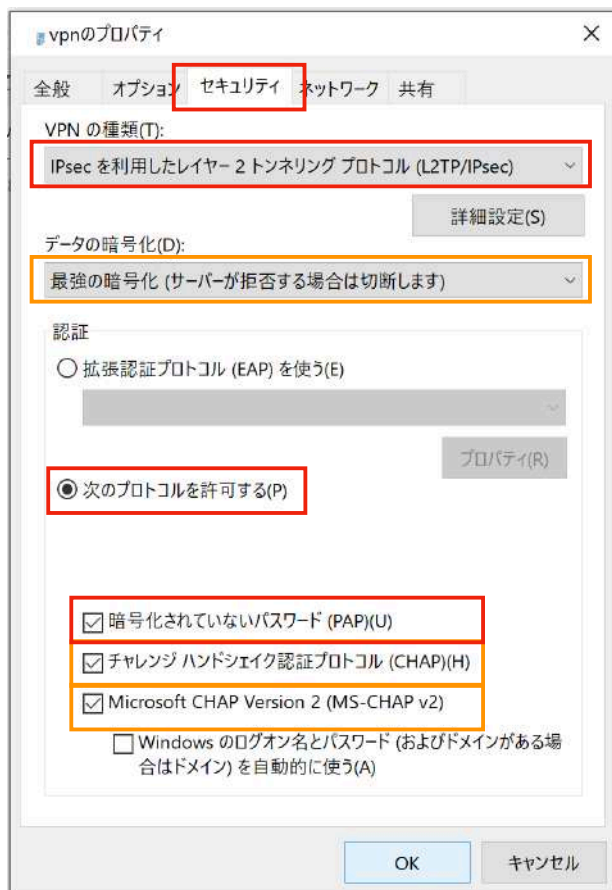 vpnのプロパティ
全般
オプション
セキュリティ
ネットワーク
共有
VPN の種類(T):
IPsec を利用したレイヤー 2 トンネリング プロトコル (L2TP/IPsec)
詳細設定(S)
データの暗号化(D):
最強の暗号化 (サーバーが拒否する場合は切断します)
認証
拡張認証プロトコル (EAP) を使う(E)
プロパティ(R)
次のプロトコルを許可する(P)
暗号化されていないパスワード (PAP)(U)
チャレンジ ハンドシェイク認証プロトコル (CHAP)(H)
Microsoft CHAP Version 2 (MS-CHAP v2)
Windows のログオン名とパスワード (およびドメインがある場
合はドメイン) を自動的に使う(A)
OK
キャンセル